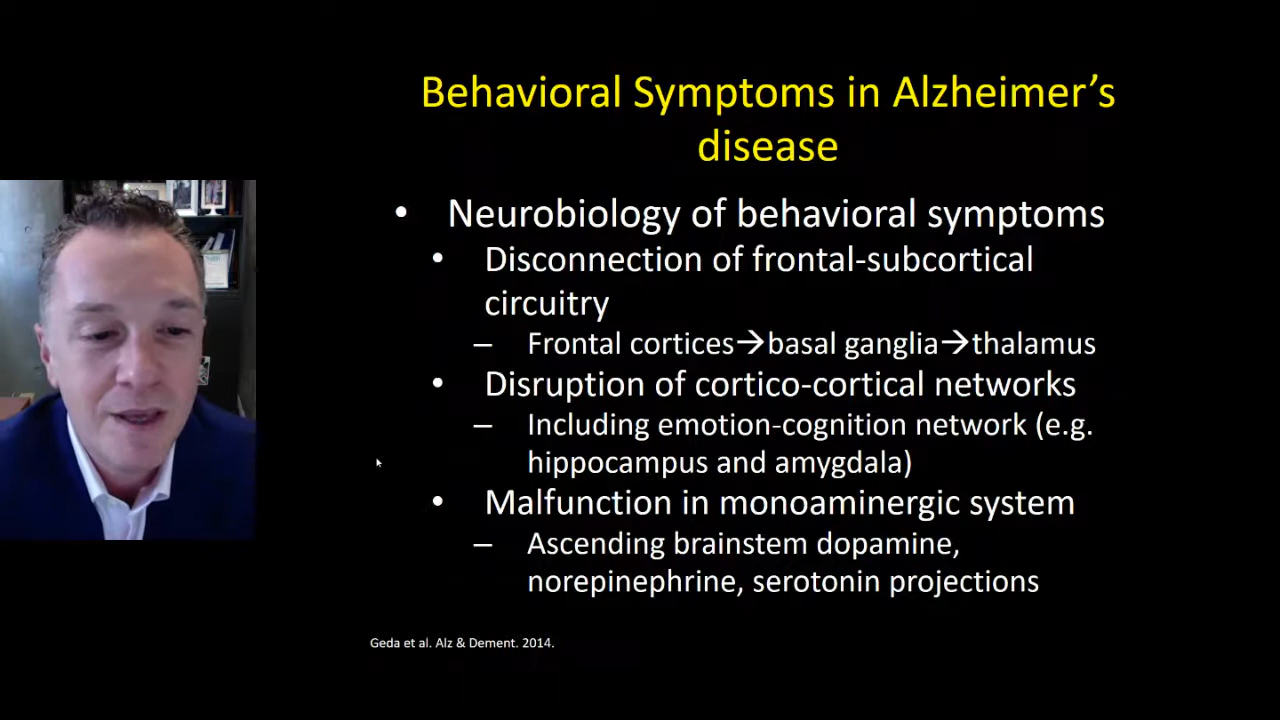 Behavioral Symptoms in Alzheimer’s
disease
• Neurobiology of behavioral symptoms
• Disconnection of frontal-subcortical
circuitry
– Frontal cortices→basal ganglia→thalamus
• Disruption of cortico-cortical networks
– Including emotion-cognition network (e.g.
hippocampus and amygdala)
• Malfunction in monoaminergic system
– Ascending brainstem dopamine,
norepinephrine, serotonin projections
Geda et al. Alz & Dement. 2014.